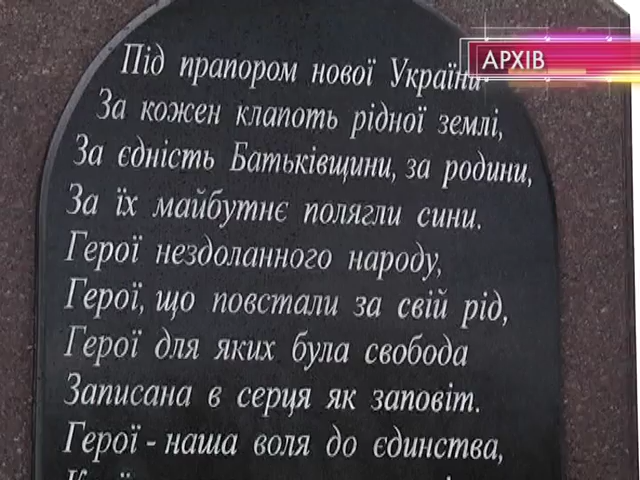 АРХІВ
Під прапором нової України
За кожен клапоть рідної землі,
За єдність Батьківщини, за родини,
За їх майбутнє полягли сини.
Герої нездоланного народу,
Герої, що повстали за свій рід,
Герої для яких була свобода
Записана в серця як заповіт.
Герої - наша воля до єдинства,